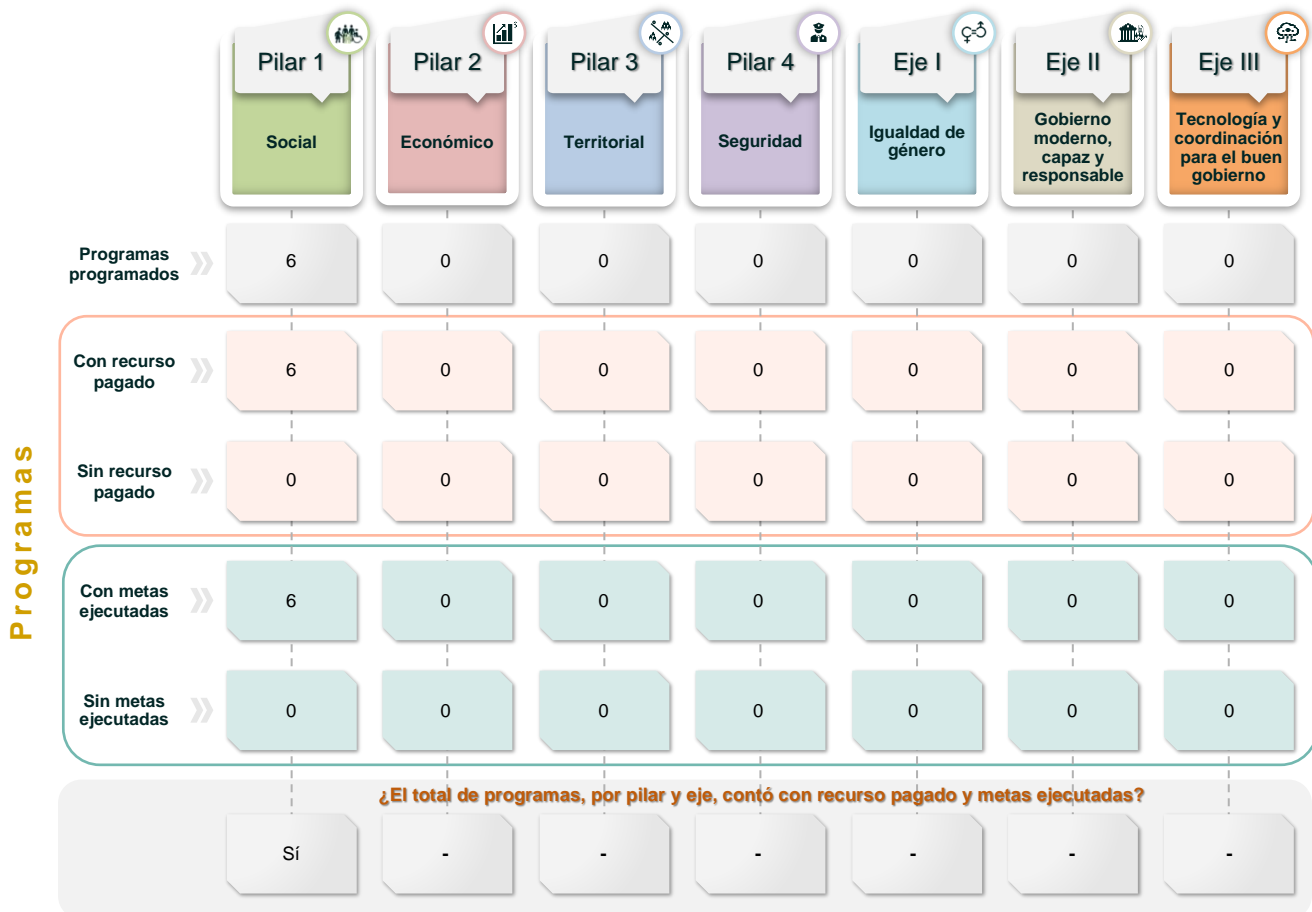 Pilar 1
Pilar 2
Pilar 3
Pilar 4
Eje I
Eje II
Eje III
Social
Económico
Territorial
Seguridad
Igualdad de
género
Gobierno
moderno,
capaz y
responsable
Tecnología y
coordinación
para el buen
gobierno
Programas
Programas
programados
6 0 0 0 0 0 0
Con recurso
pagado
6 0 0 0 0 0 0
Sin recurso
pagado
0 0 0 0 0 0 0
Con metas
ejecutadas
6 0 0 0 0 0 0
Sin metas
ejecutadas
0 0 0 0 0 0 0
¿El total de programas, por pilar y eje, contó con recurso pagado y metas ejecutadas?
Sí - - - - - -